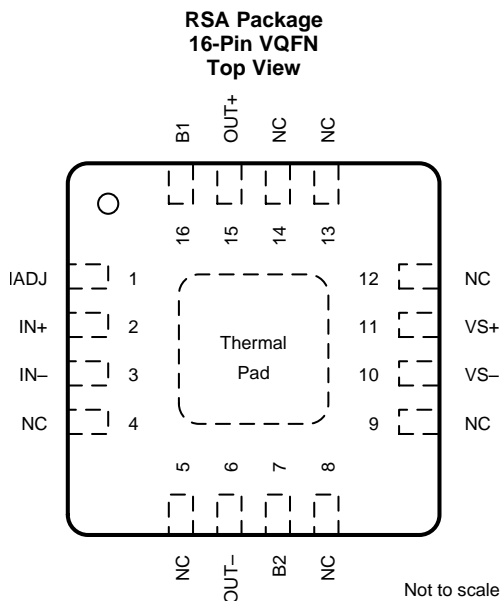 RSA Package
16-Pin VQFN
Top View
B1
OUT+
NC
NC
16
15
14
13
IADJ
1
12
NC
IN+
2
11
VS+
Thermal
Pad
IN–
3
10
VS–
NC
4
9
NC
5
6
7
8
NC
OUT–
B2
NC
Not to scale